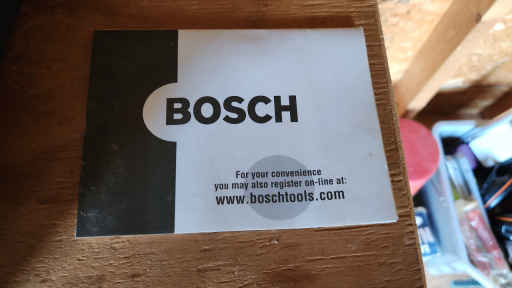 BOSCH
For your convenience
you may also register on-line at:
www.boschtools.com